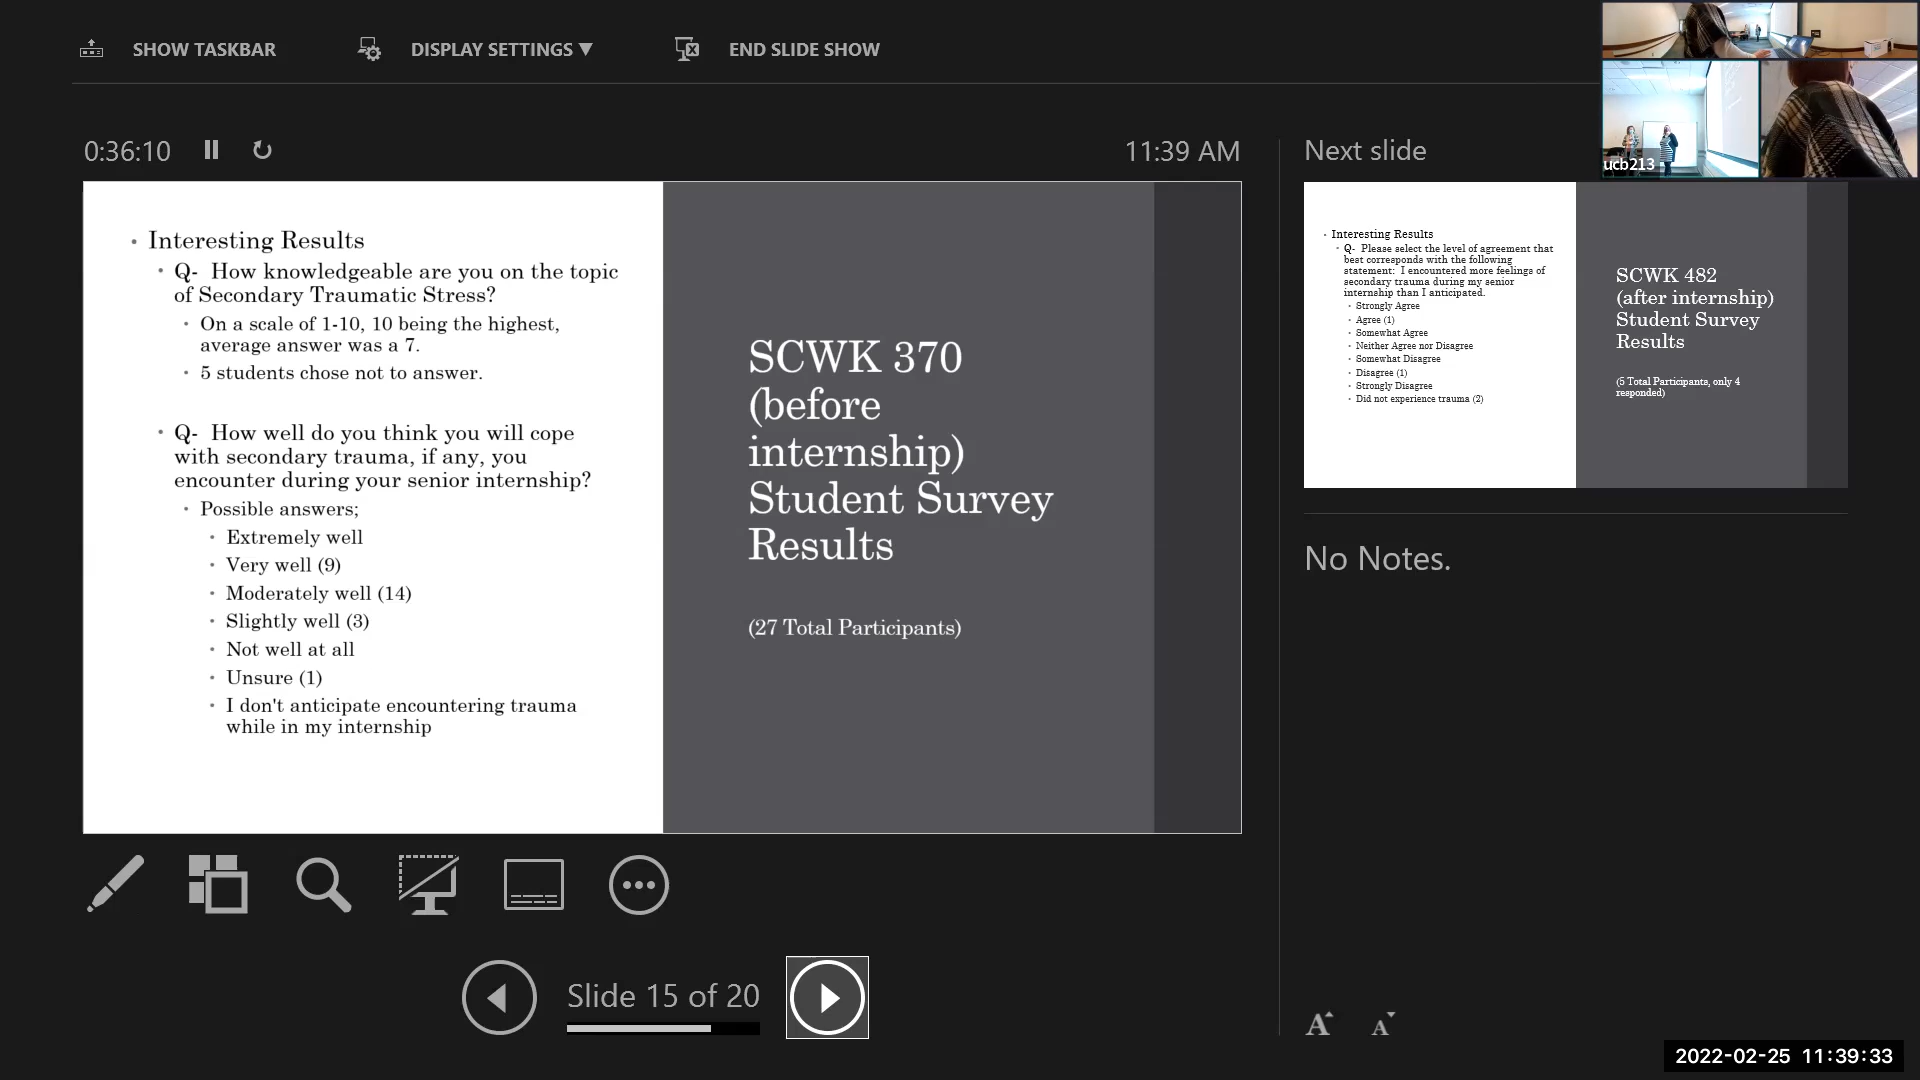 SHOW TASKBAR
DISPLAY SETTINGS ▼
END SLIDE SHOW
0:36:10
11:39 AM
• Interesting Results
• Q- How knowledgeable are you on the topic
of Secondary Traumatic Stress?
• On a scale of 1-10, 10 being the highest,
average answer was a 7.
• 5 students chose not to answer.
• Q- How well do you think you will cope
with secondary trauma, if any, you
encounter during your senior internship?
• Possible answers;
• Extremely well
• Very well (9)
• Moderately well (14)
• Slightly well (3)
• Not well at all
• Unsure (1)
• I don't anticipate encountering trauma
while in my internship
SCWK 370
(before
internship)
Student Survey
Results
(27 Total Participants)
Slide 15 of 20
Next slide
ucb213
• Interesting Results
• Q- Please select the level of agreement that
best corresponds with the following
statement: I encountered more feelings of
secondary trauma during my senior
internship than I anticipated.
• Strongly Agree
• Agree (1)
• Somewhat Agree
• Neither Agree nor Disagree
• Somewhat Disagree
• Disagree (1)
• Strongly Disagree
• Did not experience trauma (2)
SCWK 482
(after internship)
Student Survey
Results
(5 Total Participants, only 4
responded)
No Notes.
A A
2022-02-25 11:39:33